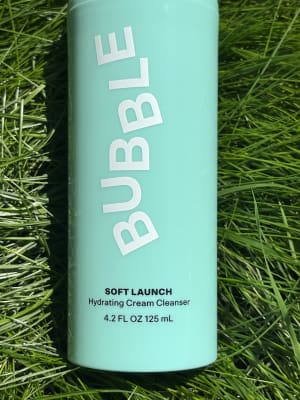 BUBBLE
SOFT LAUNCH
Hydrating Cream Cleanser
4.2 FL OZ 125 mL